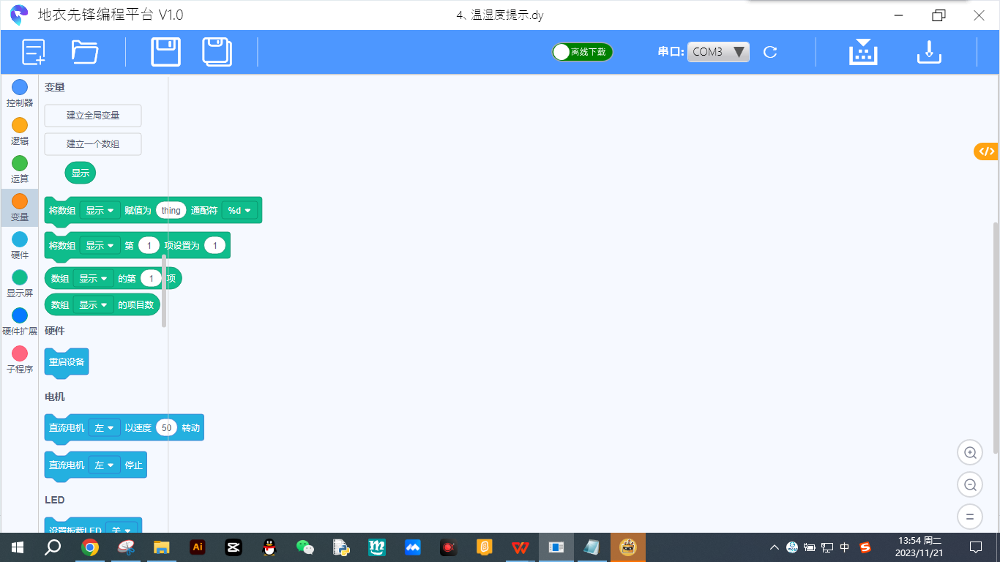 地衣先锋编程平台 V1.0
4、温湿度提示.dy
离线下载
串口:
COM3
控制器
逻辑
运算
变量
硬件
显示屏
硬件扩展
子程序
变量
建立全局变量
建立一个数组
显示
将数组 显示 赋值为 thing 通配符 %d
将数组 显示 第 1 项设置为 1
数组 显示 的第 1 项
数组 显示 的项目数
硬件
重启设备
电机
直流电机 左 以速度 50 转动
直流电机 左 停止
LED
设置板载LED 关
Ai
中
13:54 周二
2023/11/21